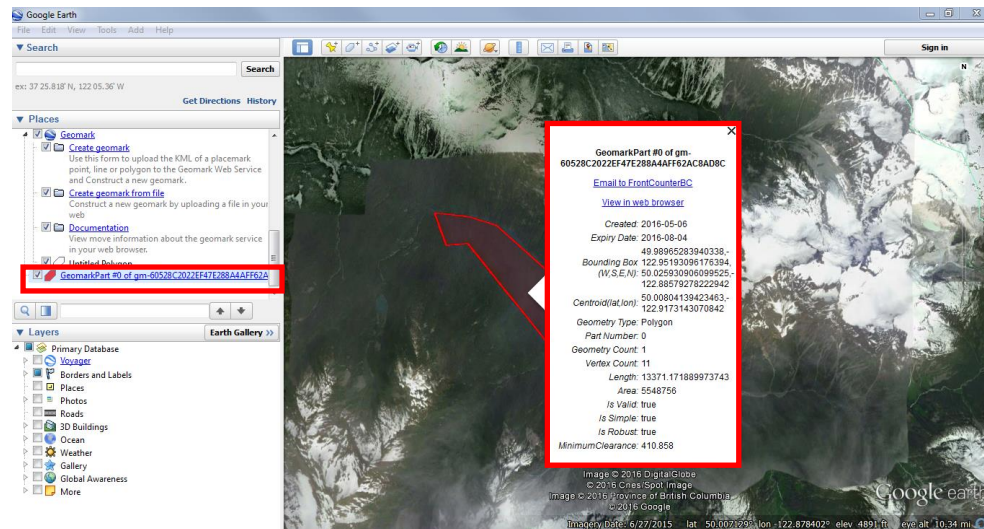 Google Earth
File Edit View Tools Add Help
▼ Search
Search
ex: 37 25.818' N, 122 05.36' W
Get Directions History
▼ Places
Geomark
Create geomark
Use this form to upload the KML of a placemark
point, line or polygon to the Geomark Web Service
and Construct a new geomark.
Create geomark from file
Construct a new geomark by uploading a file in your
web
Documentation
View move information about the geomark service
in your web browser.
Untitled Polygon
GeomarkPart #0 of gm-60528C2022EF47E288A4AFF62A
▼ Layers
Earth Gallery >>
Primary Database
Voyager
Borders and Labels
Places
Photos
Roads
3D Buildings
Ocean
Weather
Gallery
Global Awareness
More
Sign in
N
GeomarkPart #0 of gm-
60528C2022EF47E288A4AFF62AC8AD8C
Email to FrontCounterBC
View in web browser
Created: 2016-05-06
Expiry Date: 2016-08-04
49.98965283940338,-
Bounding Box 122.95193096176394,
(W,S,E,N): 50.025930906099525,-
122.88579278222942
Centroid(lat,lon): 50.00804139423463,-
122.9173143070842
Geometry Type: Polygon
Part Number: 0
Geometry Count: 1
Vertex Count: 11
Length: 13371.171889973743
Area: 5548756
Is Valid: true
Is Simple: true
Is Robust: true
MinimumClearance: 410.858
Image © 2016 DigitalGlobe
© 2016 Cnes/Spot Image
Image © 2016 Province of British Columbia
© 2016 Google
Google earth
Imagery Date: 6/27/2015 lat 50.007129° lon -122.878402° elev 4891 ft eye alt 10.34 mi